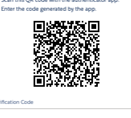 Scan this QR code with the authenticator app.
Enter the code generated by the app.
ification Code